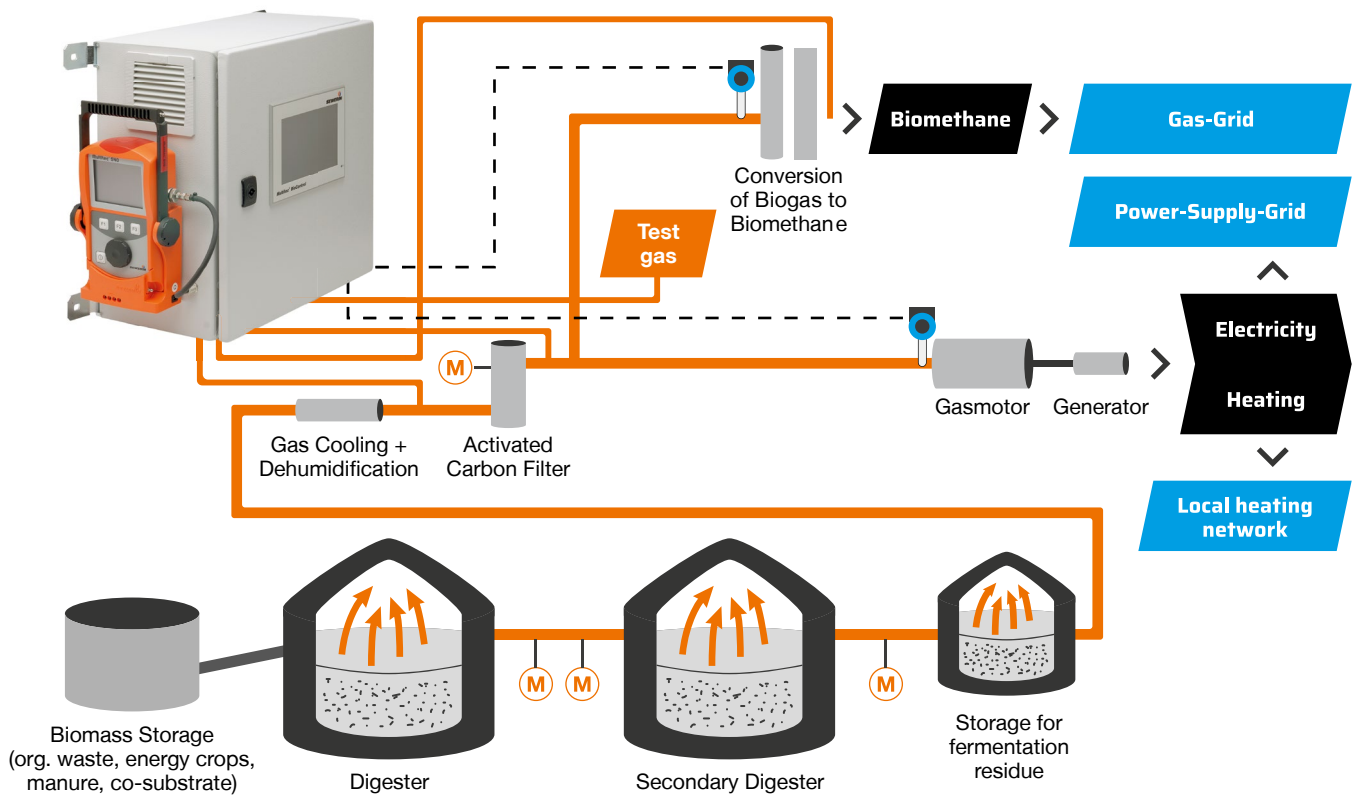 SEWERIN
Biomethane
Gas-Grid
Conversion
of Biogas to
Biomethane
Power-Supply-Grid
Test
gas
Electricity
Heating
M
Gasmotor
Generator
Gas Cooling +
Dehumidification
Activated
Carbon Filter
Local heating
network
M
M
M
Biomass Storage
(org. waste, energy crops,
manure, co-substrate)
Digester
Secondary Digester
Storage for
fermentation
residue